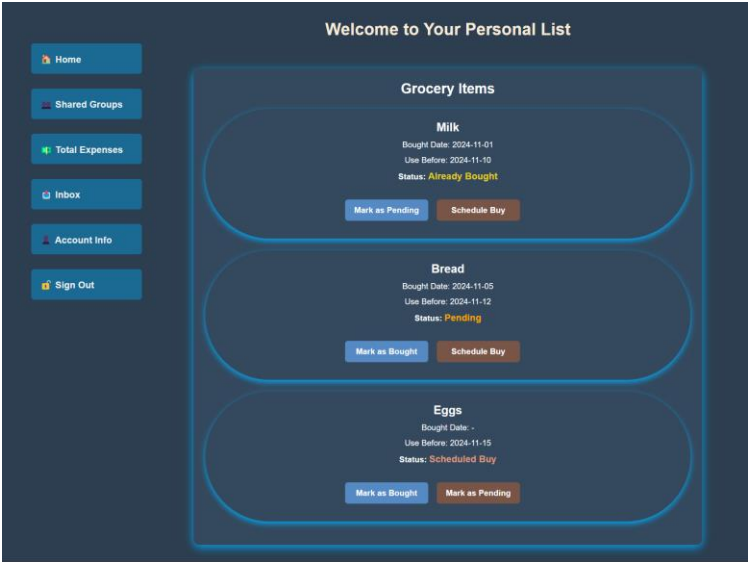 Welcome to Your Personal List
Home
Shared Groups
Total Expenses
Inbox
Account Info
Sign Out
Grocery Items
Milk
Bought Date: 2024-11-01
Use Before: 2024-11-10
Status: Already Bought
Mark as Pending
Schedule Buy
Bread
Bought Date: 2024-11-05
Use Before: 2024-11-12
Status: Pending
Mark as Bought
Schedule Buy
Eggs
Bought Date: -
Use Before: 2024-11-15
Status: Scheduled Buy
Mark as Bought
Mark as Pending